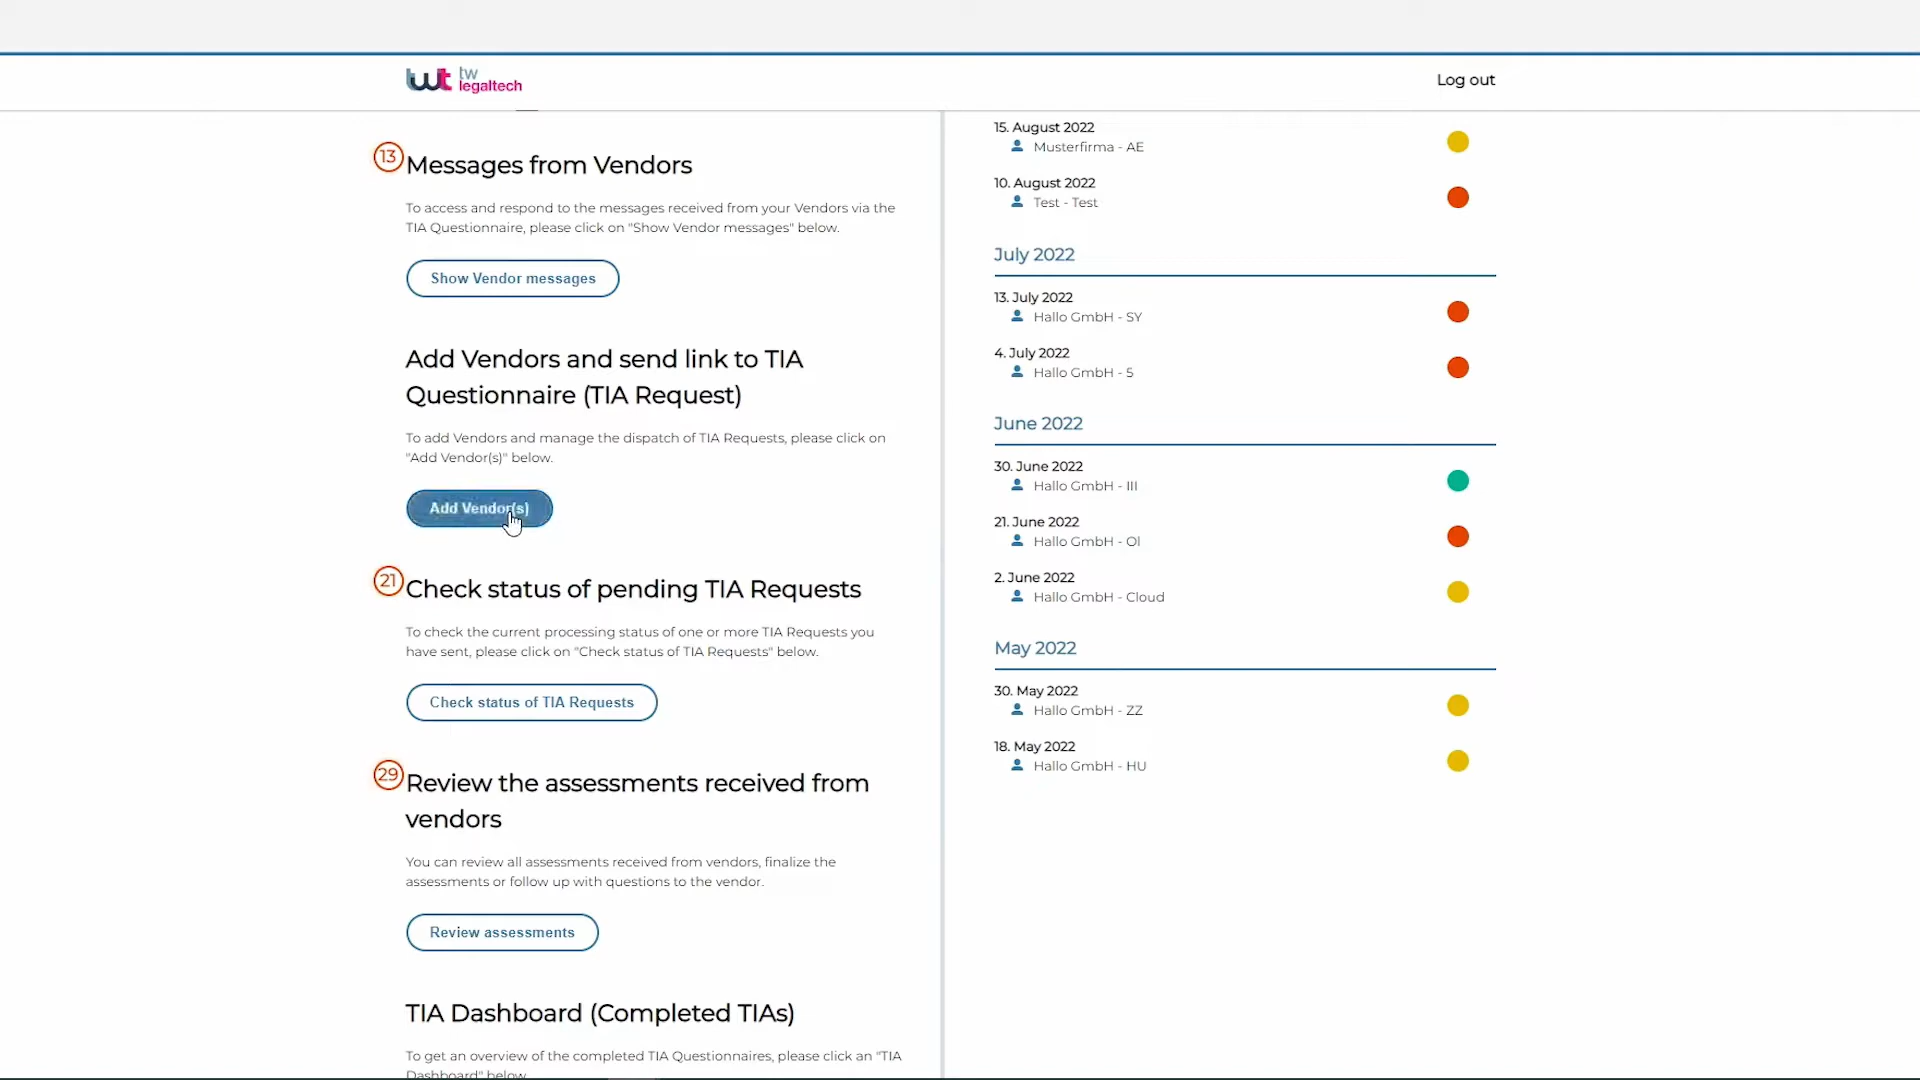 tw
legaltech
Log out
13
Messages from Vendors
To access and respond to the messages received from your Vendors via the
TIA Questionnaire, please click on "Show Vendor messages" below.
Show Vendor messages
Add Vendors and send link to TIA
Questionnaire (TIA Request)
To add Vendors and manage the dispatch of TIA Requests, please click on
"Add Vendor(s)" below.
Add Vendor(s)
21
Check status of pending TIA Requests
To check the current processing status of one or more TIA Requests you
have sent, please click on "Check status of TIA Requests" below.
Check status of TIA Requests
29
Review the assessments received from
vendors
You can review all assessments received from vendors, finalize the
assessments or follow up with questions to the vendor.
Review assessments
TIA Dashboard (Completed TIAs)
To get an overview of the completed TIA Questionnaires, please click an "TIA
Dashboard" below
15. August 2022
Musterfirma - AE
10. August 2022
Test - Test
July 2022
13. July 2022
Hallo GmbH - SY
4. July 2022
Hallo GmbH - 5
June 2022
30. June 2022
Hallo GmbH - III
21. June 2022
Hallo GmbH - OI
2. June 2022
Hallo GmbH - Cloud
May 2022
30. May 2022
Hallo GmbH - ZZ
18. May 2022
Hallo GmbH - HU